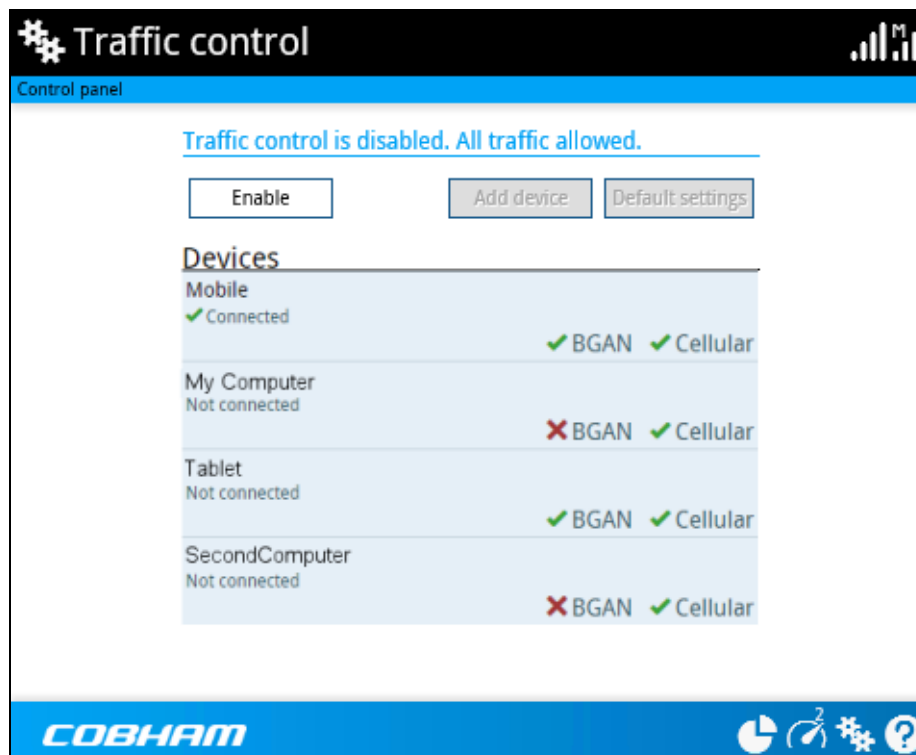 Traffic control
M
Control panel
Traffic control is disabled. All traffic allowed.
Enable
Add device
Default settings
Devices
Mobile
Connected
BGAN
Cellular
My Computer
Not connected
BGAN
Cellular
Tablet
Not connected
BGAN
Cellular
SecondComputer
Not connected
BGAN
Cellular
COBHAM
2
?